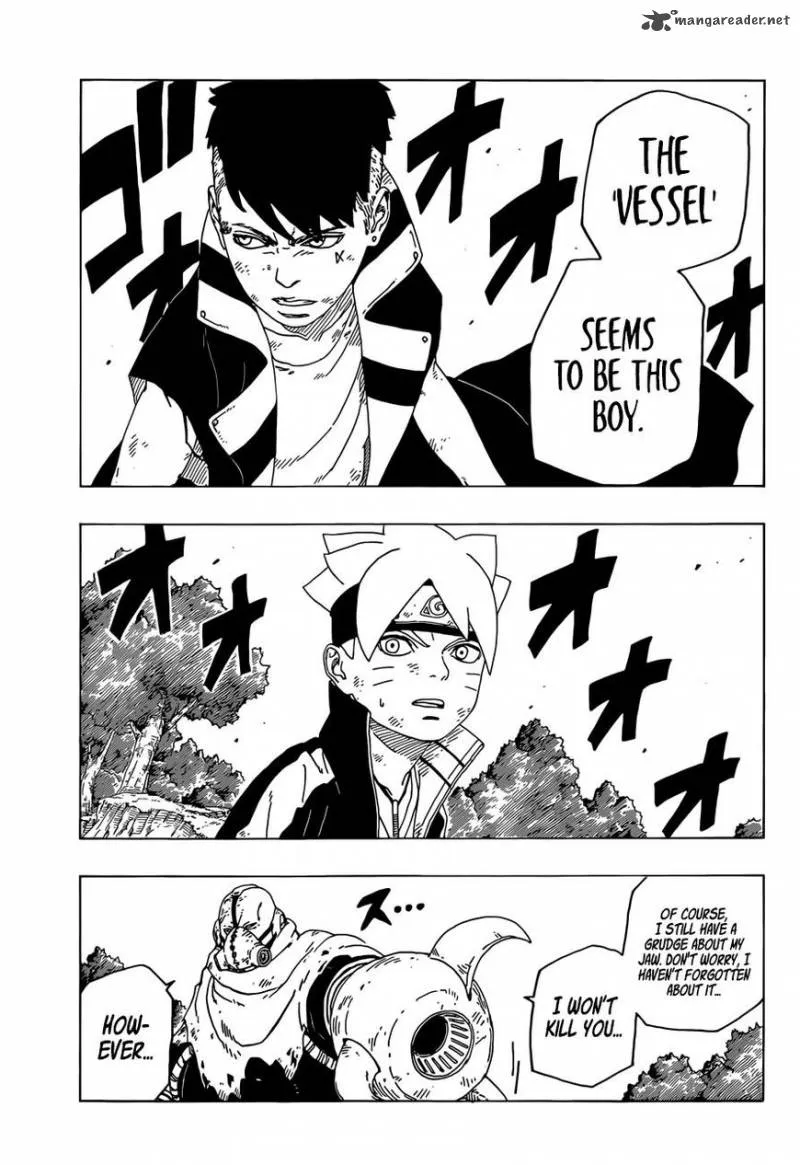 mangareader.net
THE
'VESSEL'
SEEMS
TO BE THIS
BOY.
ゴオオオオ
オオオオオオ
OF COURSE,
I STILL HAVE A
GRUDGE ABOUT MY
JAW. DON'T WORRY, I
HAVEN'T FORGOTTEN
ABOUT IT...
I WON'T
KILL YOU...
ス...
HOW-
EVER...